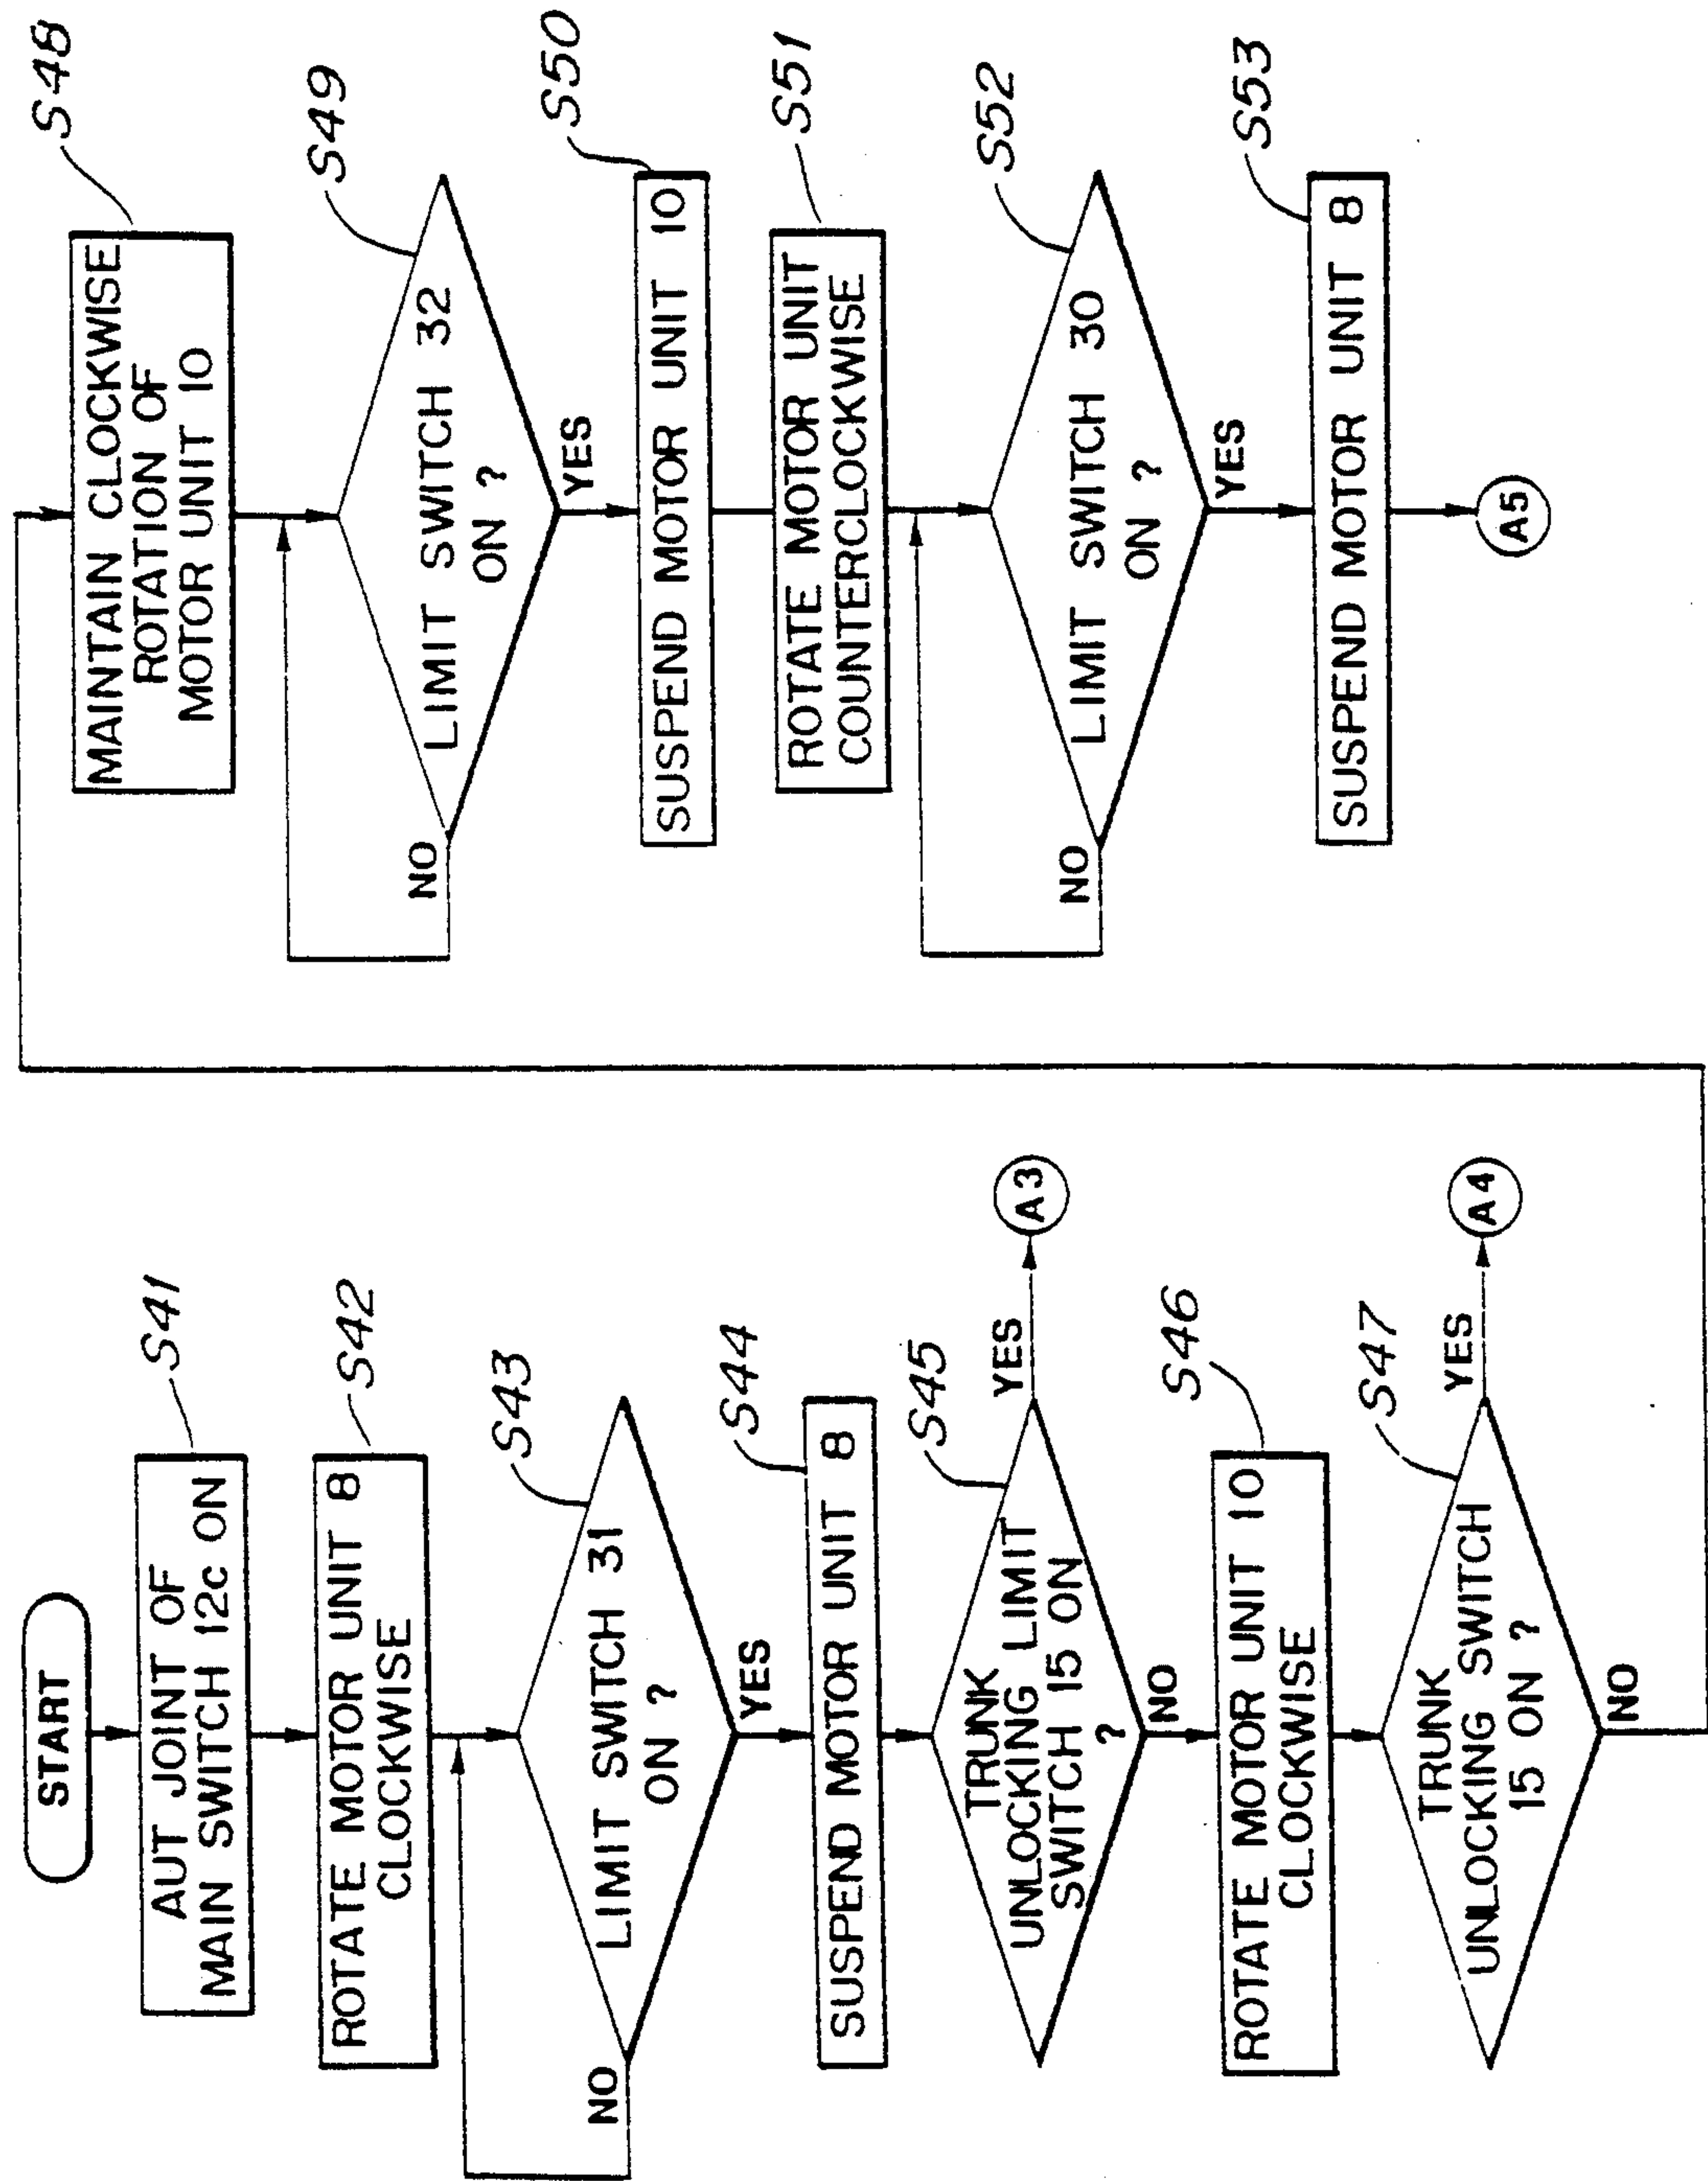 START
AUT JOINT OF
MAIN SWITCH 12c ON
S41
ROTATE MOTOR UNIT 8
CLOCKWISE
S42
LIMIT SWITCH 31
ON ?
S43
NO
YES
SUSPEND MOTOR UNIT 8
S44
TRUNK
UNLOCKING LIMIT
SWITCH 15 ON
?
S45
YES
A3
NO
ROTATE MOTOR UNIT 10
CLOCKWISE
S46
TRUNK
UNLOCKING SWITCH
15 ON ?
S47
YES
A4
NO
MAINTAIN CLOCKWISE
ROTATION OF
MOTOR UNIT 10
S48
LIMIT SWITCH 32
ON ?
S49
NO
YES
SUSPEND MOTOR UNIT 10
S50
ROTATE MOTOR UNIT
COUNTERCLOCKWISE
S51
LIMIT SWITCH 30
ON ?
S52
NO
YES
SUSPEND MOTOR UNIT 8
S53
A5